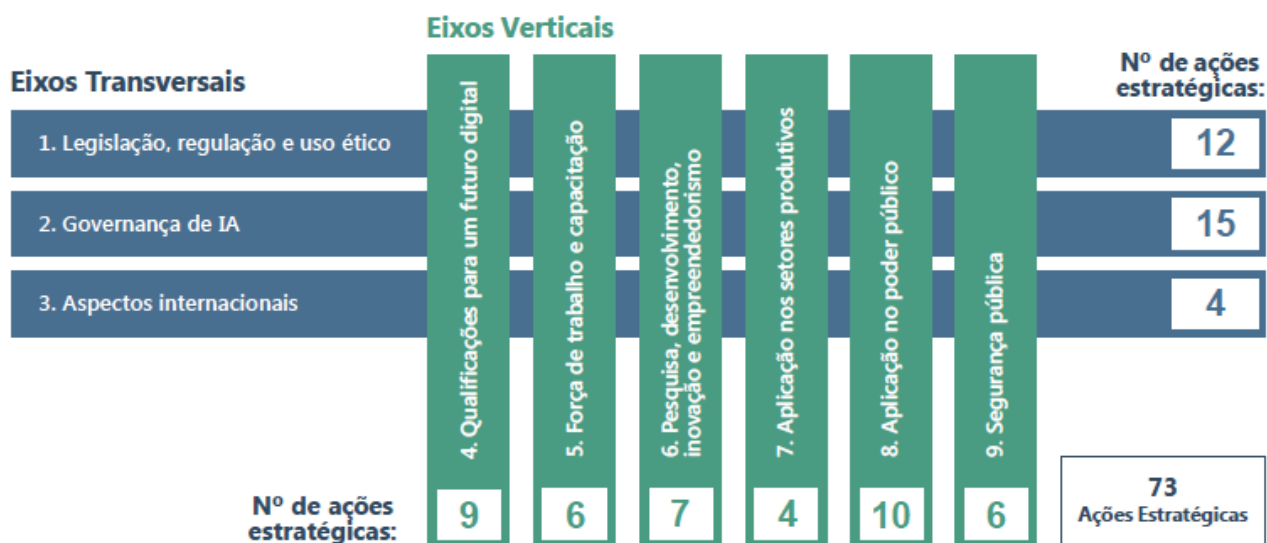 Eixos Verticais
Eixos Transversais
Nº de ações
estratégicas:
1. Legislação, regulação e uso ético
12
2. Governança de IA
15
3. Aspectos internacionais
4
4. Qualificações para um futuro digital
5. Força de trabalho e capacitação
6. Pesquisa, desenvolvimento,
inovação e empreendedorismo
7. Aplicação nos setores produtivos
8. Aplicação no poder público
9. Segurança pública
Nº de ações
estratégicas:
9
6
7
4
10
6
73
Ações Estratégicas